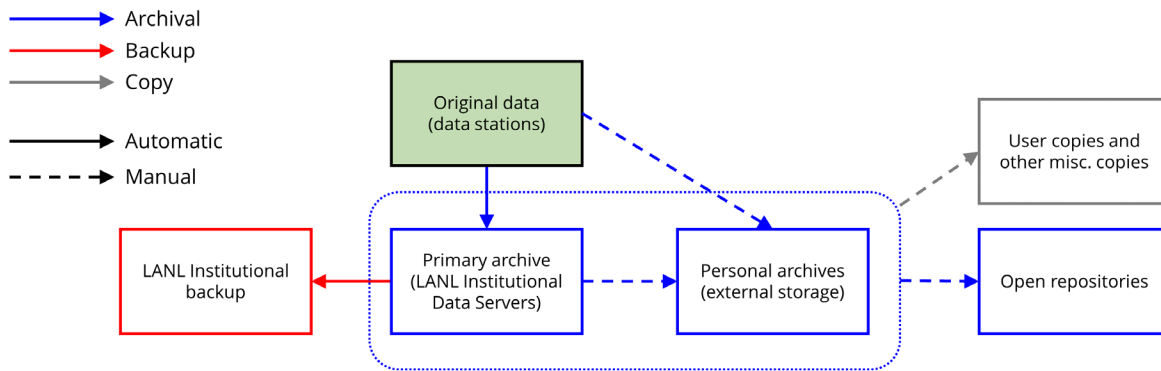 Archival
Backup
Copy
Automatic
Manual
Original data
(data stations)
User copies and
other misc. copies
LANL Institutional
backup
Primary archive
(LANL Institutional
Data Servers)
Personal archives
(external storage)
Open repositories